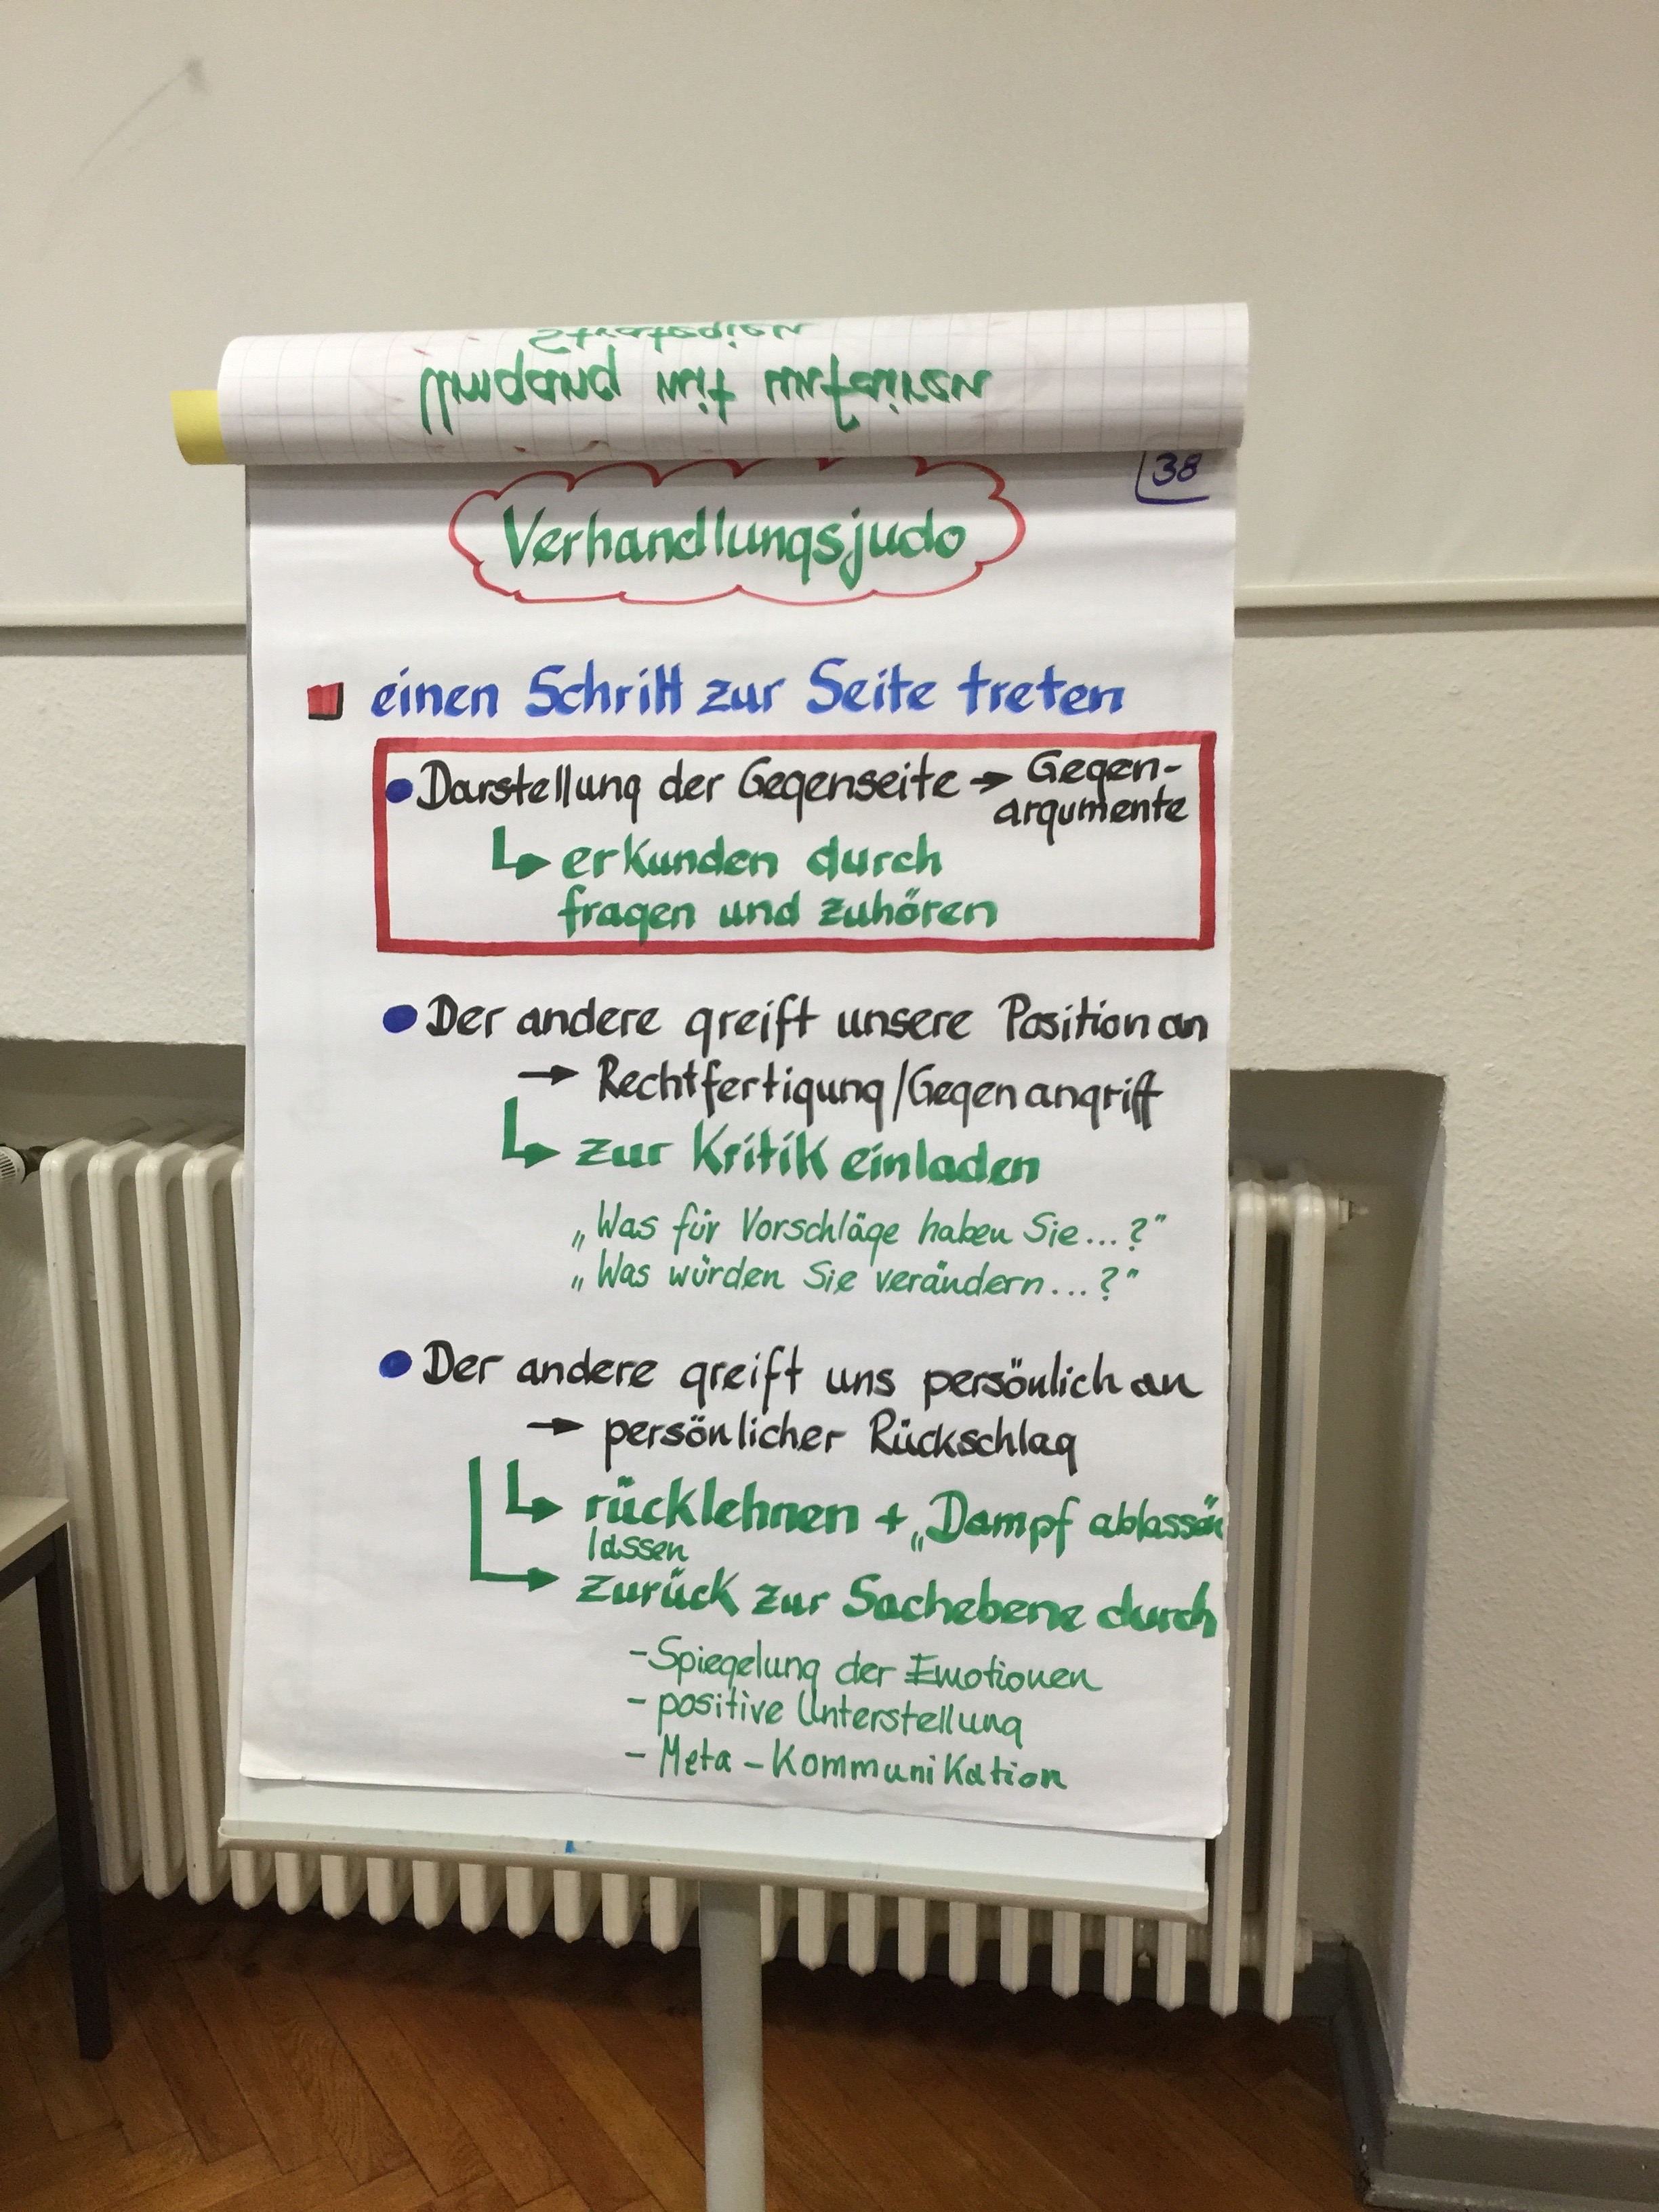 38
Verhandlungsjudo
einen Schritt zur Seite treten
Darstellung der Gegenseite → Gegen-
argumente
↳ erkunden durch
fragen und zuhören
Der andere greift unsere Position an
→ Rechtfertigung/Gegenangriff
↳ zur Kritik einladen
„Was für Vorschläge haben Sie...?"
„Was würden Sie verändern...?"
Der andere greift uns persönlich an
→ persönlicher Rückschlag
↳ rücklehnen + „Dampf ablassen"
lassen
↳ zurück zur Sachebene durch
- Spiegelung der Emotionen
- positive Unterstellung
- Meta-Kommunikation